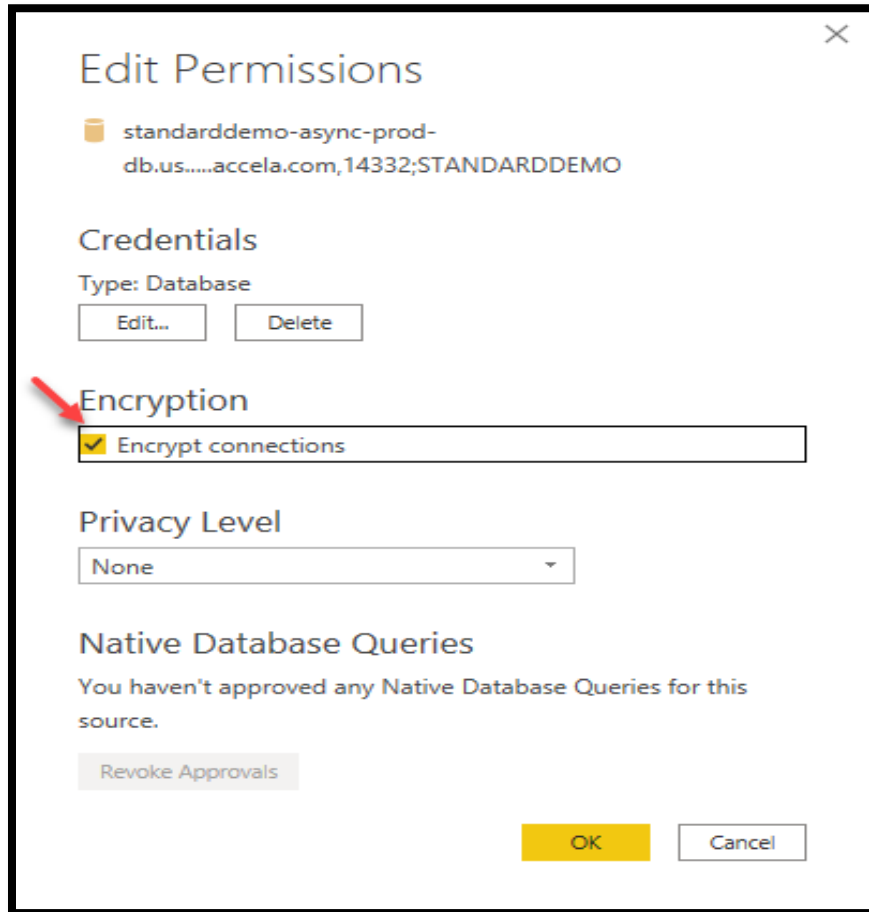 Edit Permissions
standarddemo-async-prod-
db.us.....accela.com,14332;STANDARDDEMO
Credentials
Type: Database
Edit... Delete
Encryption
Encrypt connections
Privacy Level
None
Native Database Queries
You haven't approved any Native Database Queries for this
source.
Revoke Approvals
OK Cancel